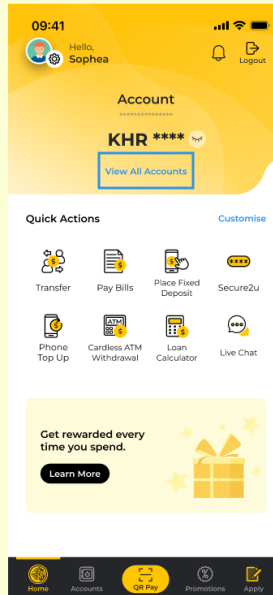 09:41
Hello,
Sophea
Logout
Account
KHR ****
View All Accounts
Quick Actions
Customise
Transfer
Pay Bills
Place Fixed
Deposit
Secure2u
Phone
Top Up
ATM
Cardless ATM
Withdrawal
Loan
Calculator
Live Chat
Get rewarded every
time you spend.
Learn More
Home
Accounts
QR Pay
Promotions
Apply